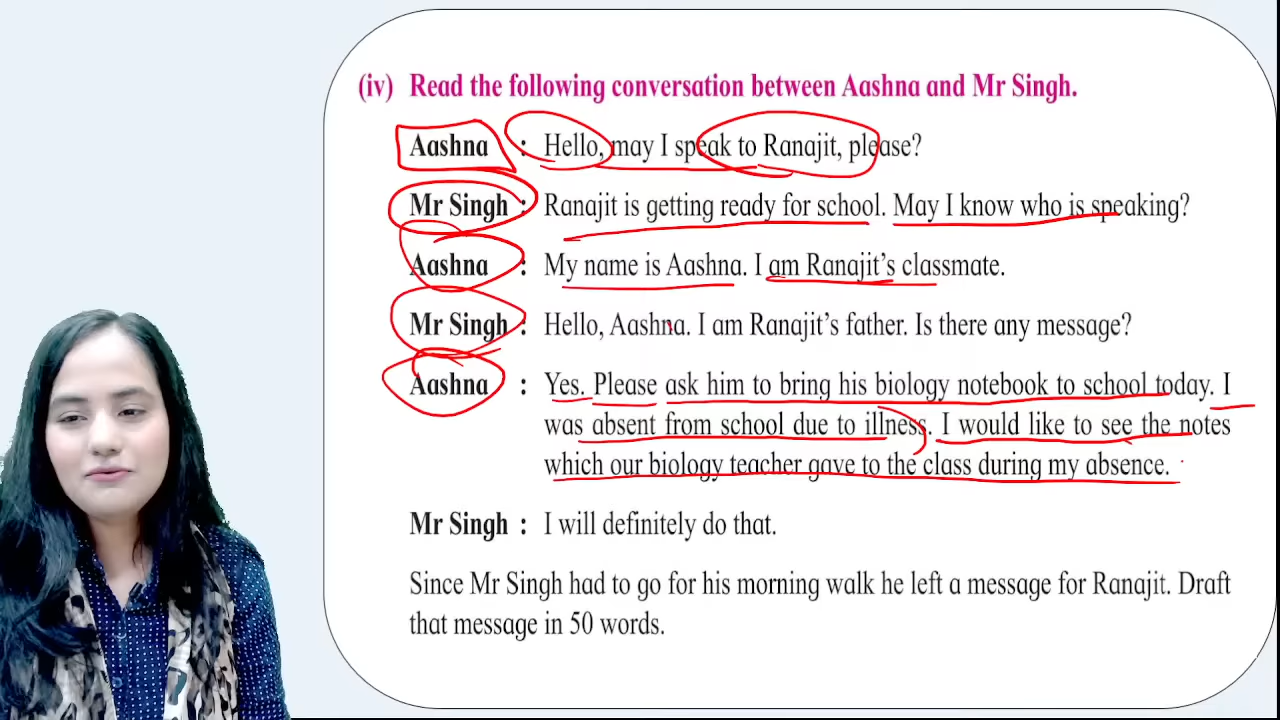 (iv) Read the following conversation between Aashna and Mr Singh.
Aashna : Hello, may I speak to Ranajit, please?
Mr Singh : Ranajit is getting ready for school. May I know who is speaking?
Aashna : My name is Aashna. I am Ranajit's classmate.
Mr Singh : Hello, Aashna. I am Ranajit's father. Is there any message?
Aashna : Yes. Please ask him to bring his biology notebook to school today. I
was absent from school due to illness. I would like to see the notes
which our biology teacher gave to the class during my absence.
Mr Singh : I will definitely do that.
Since Mr Singh had to go for his morning walk he left a message for Ranajit. Draft
that message in 50 words.